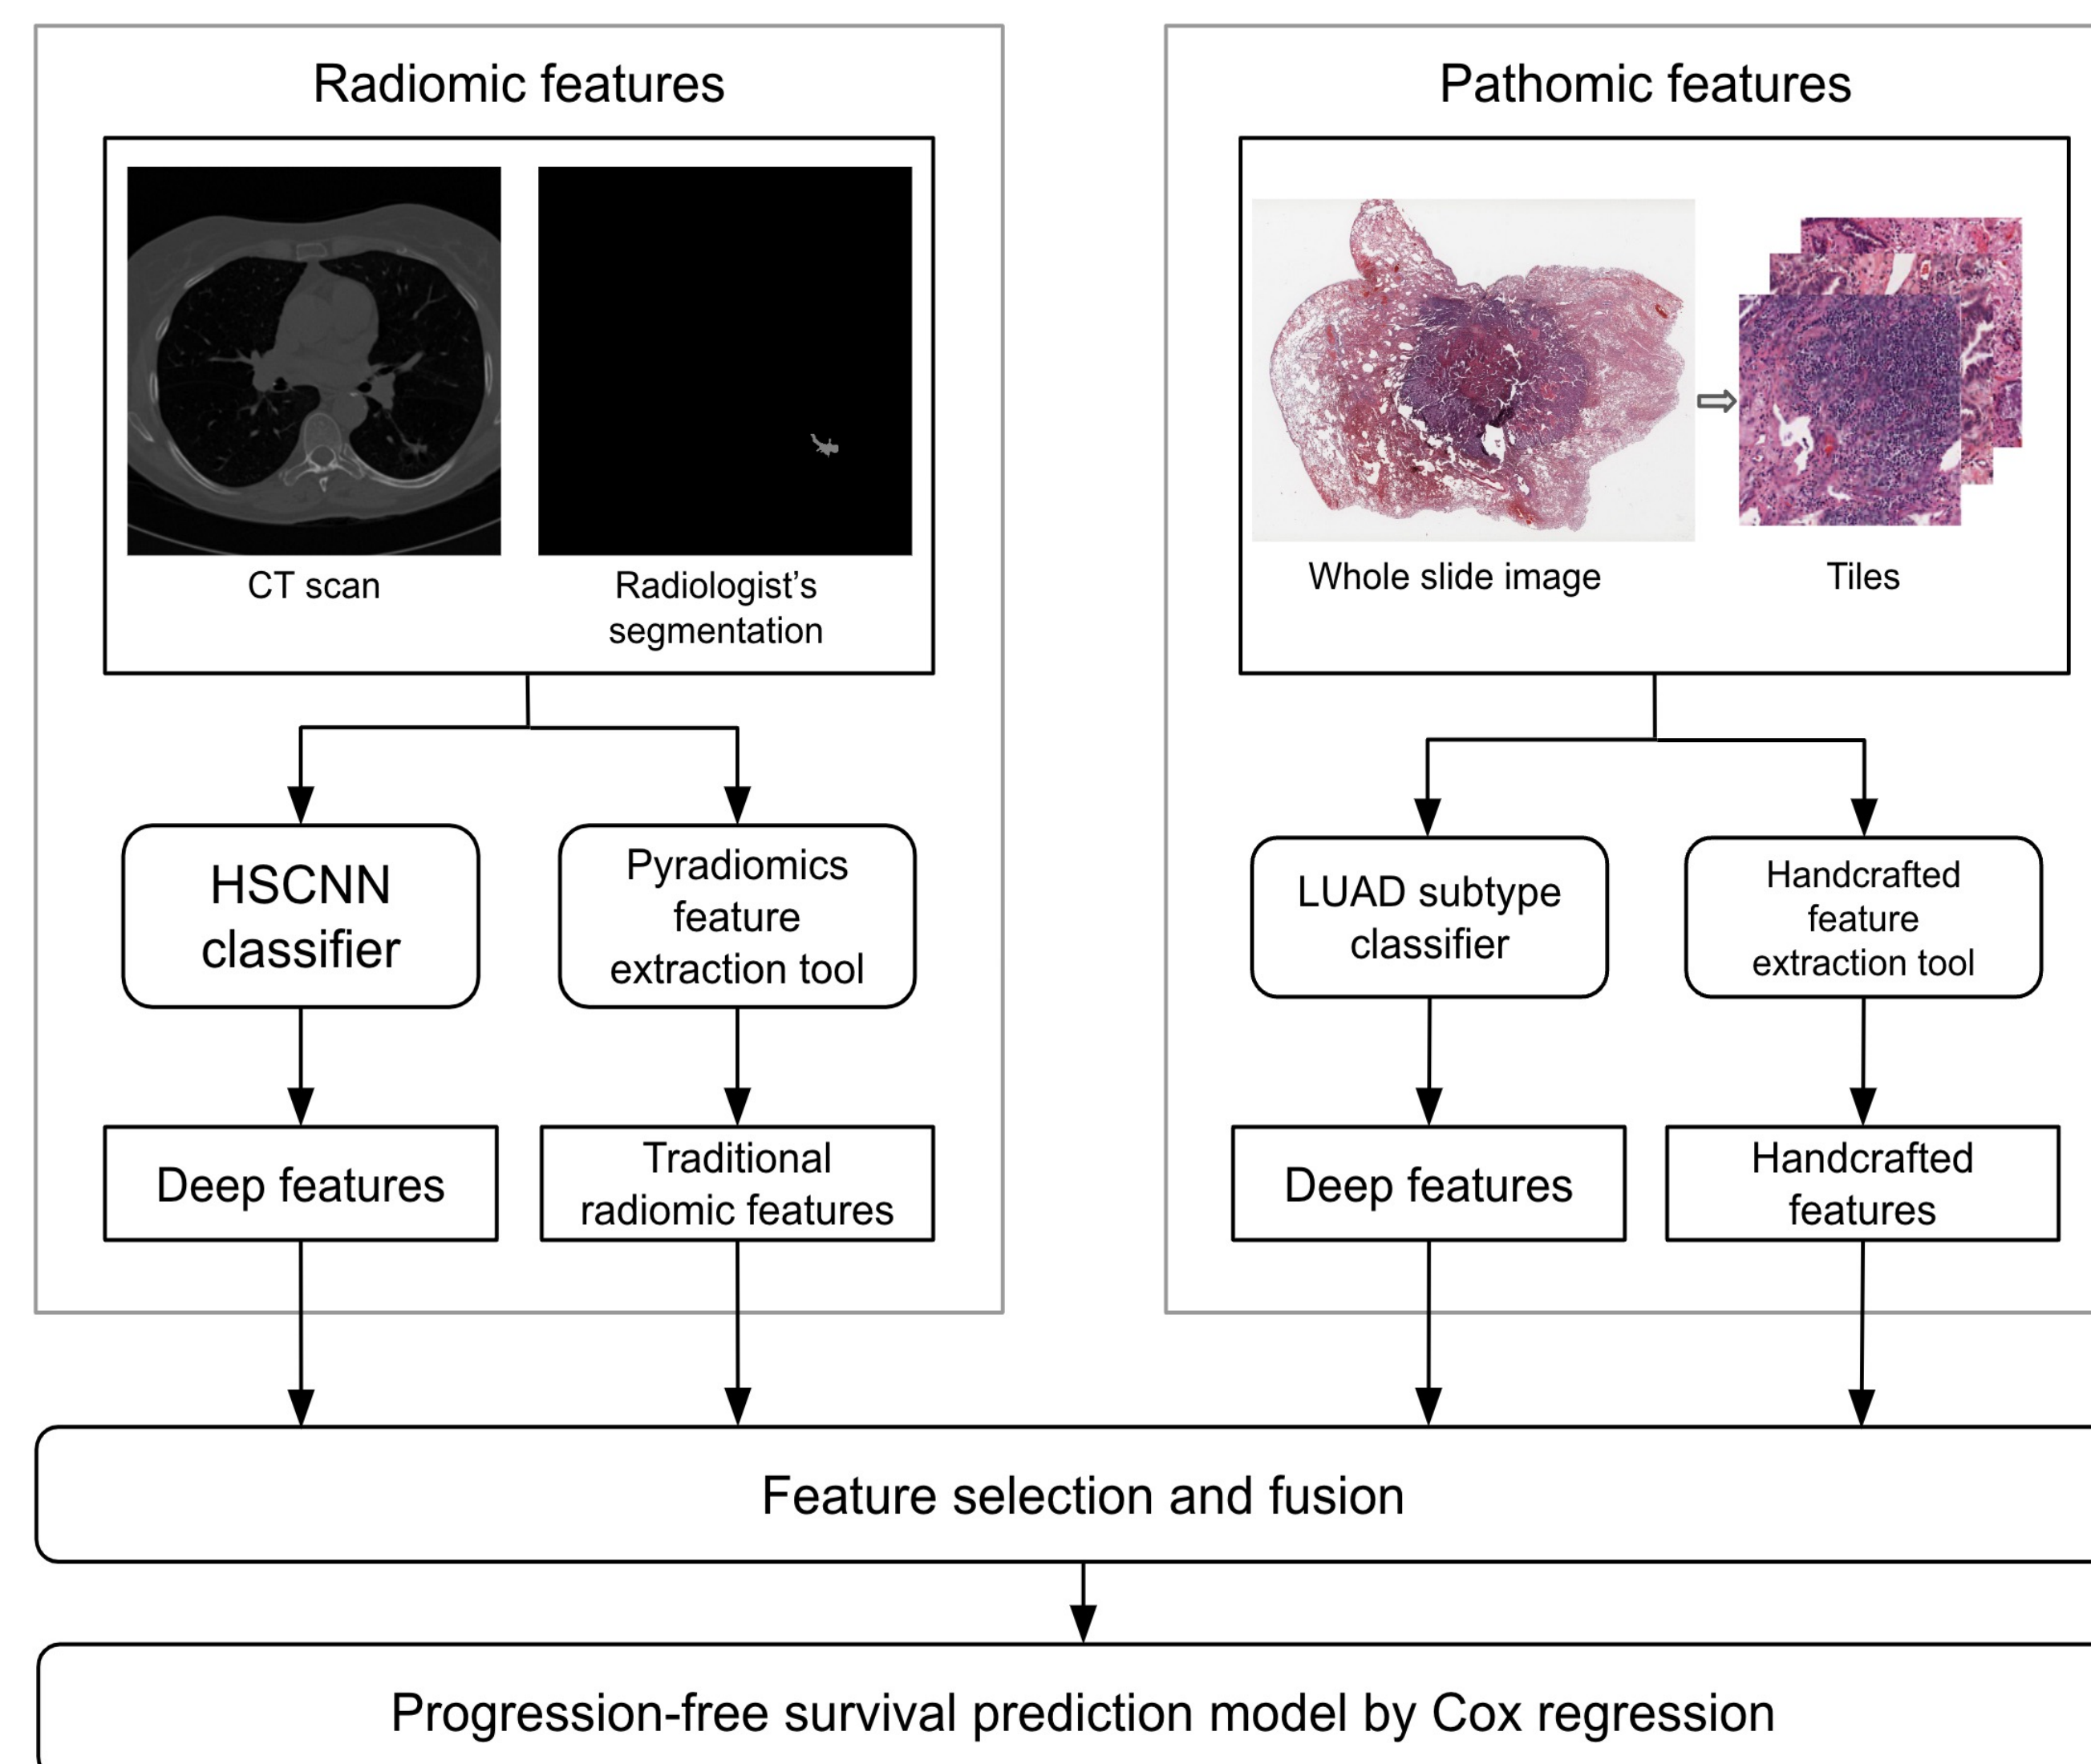 Radiomic features
CT scan
Radiologist’s
segmentation
HSCNN
classifier
Pyradiomics
feature
extraction tool
Deep features
Traditional
radiomic features
Pathomic features
Whole slide image
Tiles
LUAD subtype
classifier
Handcrafted
feature
extraction tool
Deep features
Handcrafted
features
Feature selection and fusion
Progression-free survival prediction model by Cox regression